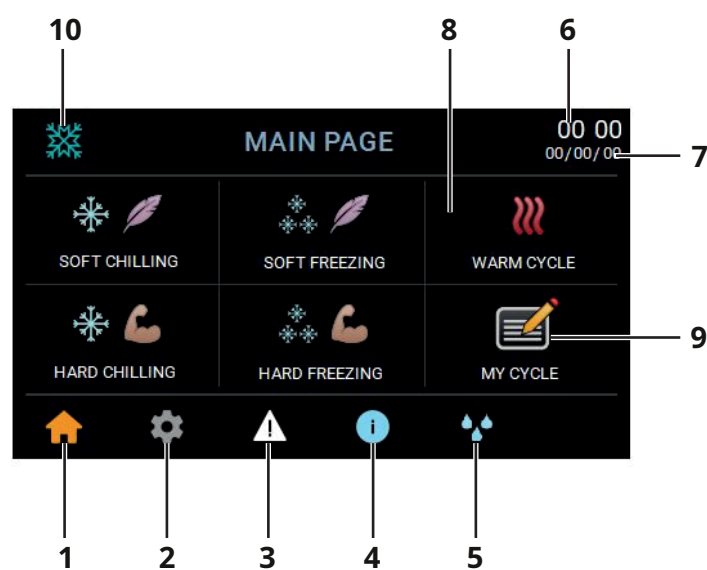 10 8 6
MAIN PAGE
00 00
00/00/00
7
SOFT CHILLING
SOFT FREEZING
WARM CYCLE
9
HARD CHILLING
HARD FREEZING
MY CYCLE
i
1 2 3 4 5